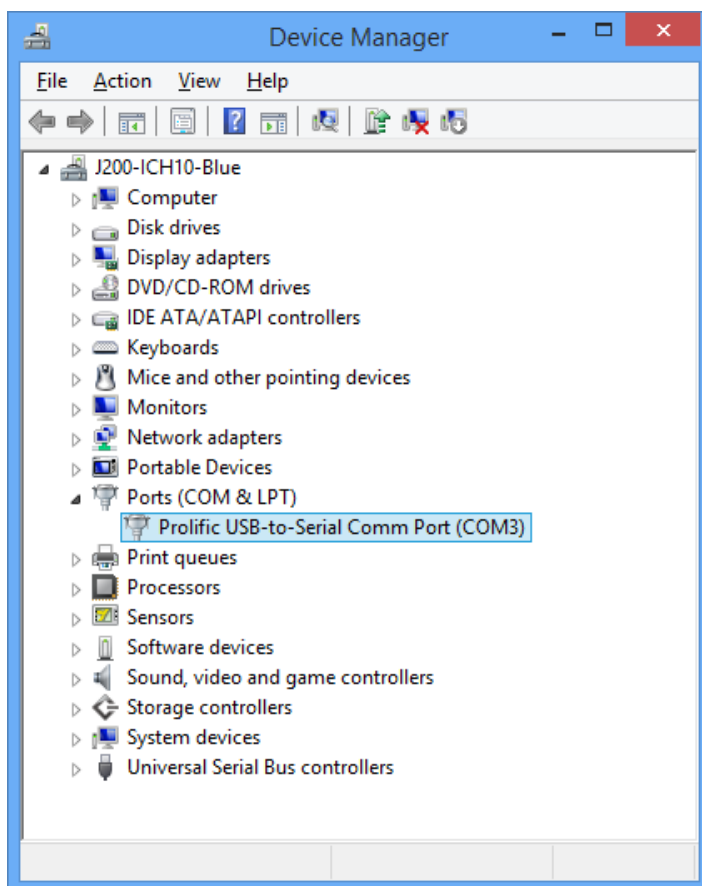 Device Manager
File Action View Help
J200-ICH10-Blue
Computer
Disk drives
Display adapters
DVD/CD-ROM drives
IDE ATA/ATAPI controllers
Keyboards
Mice and other pointing devices
Monitors
Network adapters
Portable Devices
Ports (COM & LPT)
Prolific USB-to-Serial Comm Port (COM3)
Print queues
Processors
Sensors
Software devices
Sound, video and game controllers
Storage controllers
System devices
Universal Serial Bus controllers